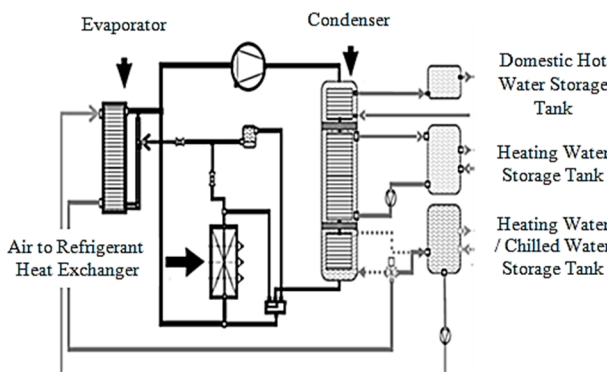 Evaporator
Condenser
Domestic Hot
Water Storage
Tank
Heating Water
Storage Tank
Heating Water
/ Chilled Water
Storage Tank
Air to Refrigerant
Heat Exchanger